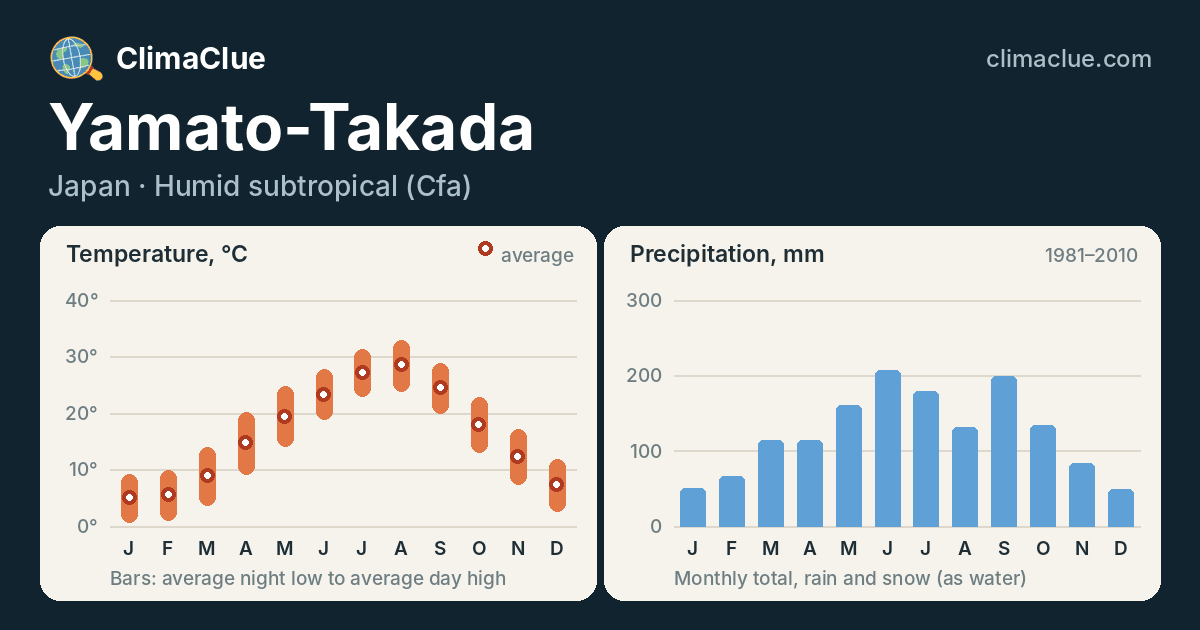 ClimaClue
climaclue.com
Yamato-Takada
Japan · Humid subtropical (Cfa)
Temperature, °C
average
40°
30°
20°
10°
0°
J F M A M J J A S O N D
Bars: average night low to average day high
Precipitation, mm
1981–2010
300
200
100
0
J F M A M J J A S O N D
Monthly total, rain and snow (as water)